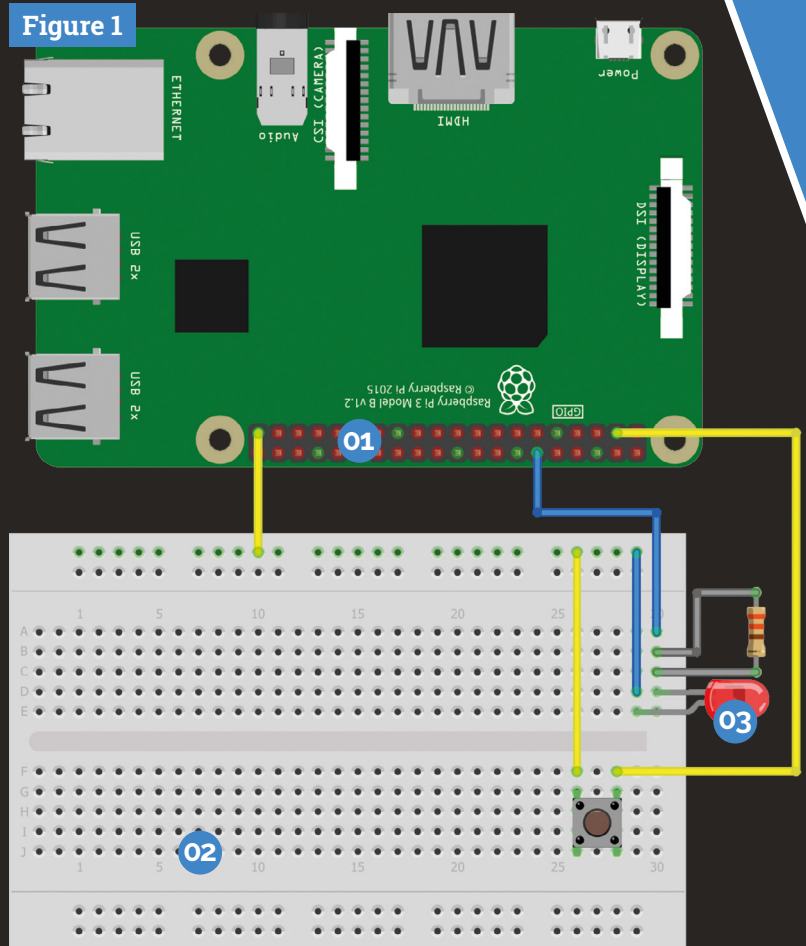 Figure 1
ETHERNET
Audio
CSI (CAMERA)
HDMI
Power
USB 2x
DSI (DISPLAY)
USB 2x
Raspberry Pi 3 Model B v1.2
© Raspberry Pi 2015
GPIO
01
1 5 10 15 20 25 30
A
B
C
D
E
03
F
G
H
I
J
02
1 5 10 15 20 25 30